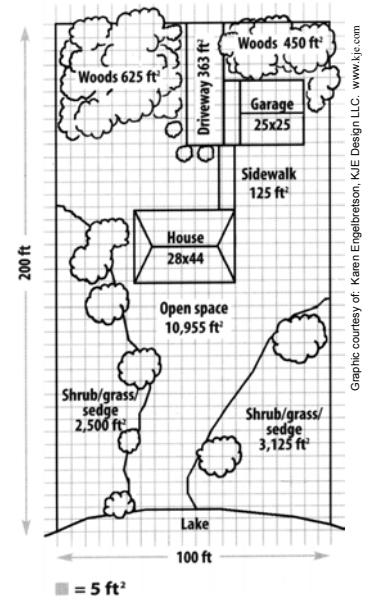 Woods 625 ft²
Driveway 363 ft²
Woods 450 ft²
Garage
25x25
Sidewalk
125 ft²
House
28x44
Open space
10,955 ft²
Shrub/grass/
sedge
2,500 ft²
Shrub/grass/
sedge
3,125 ft²
Lake
200 ft
100 ft
= 5 ft²
Graphic courtesy of: Karen Engelbretson, KJE Design LLC. www.kje.com